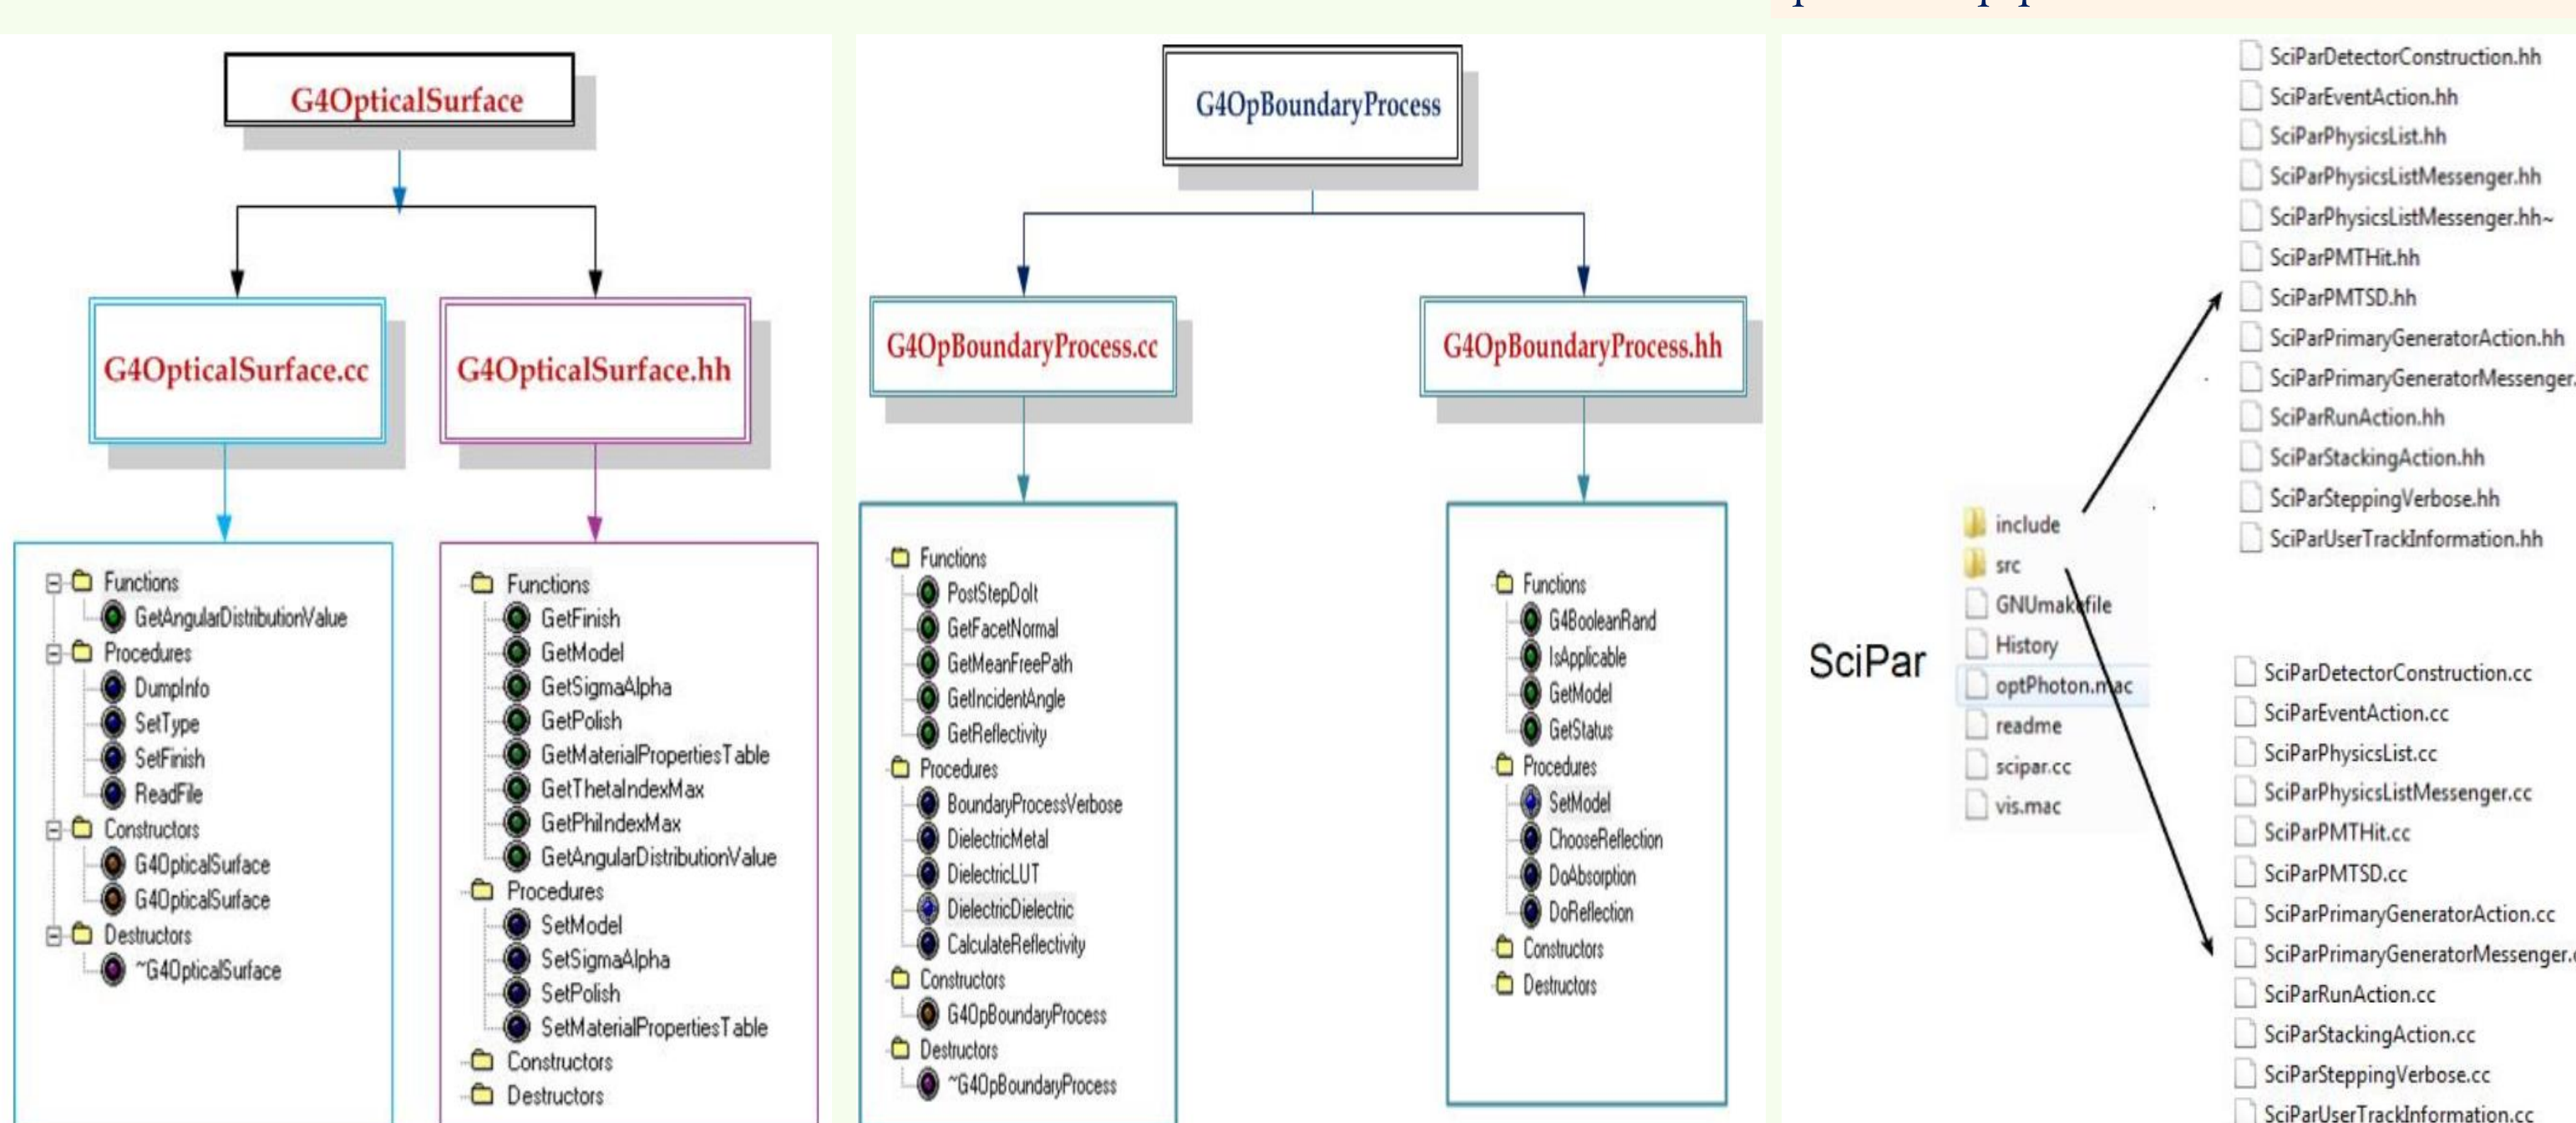 G4OpticalSurface
G4OpticalSurface.cc
G4OpticalSurface.hh
Functions
GetAngularDistributionValue
Procedures
DumpInfo
SetType
SetFinish
ReadFile
Constructors
G4OpticalSurface
G4OpticalSurface
Destructors
~G4OpticalSurface
Functions
GetFinish
GetModel
GetSigmaAlpha
GetPolish
GetMaterialPropertiesTable
GetThetaIndexMax
GetPhiIndexMax
GetAngularDistributionValue
Procedures
SetModel
SetSigmaAlpha
SetPolish
SetMaterialPropertiesTable
Constructors
Destructors
G4OpBoundaryProcess
G4OpBoundaryProcess.cc
G4OpBoundaryProcess.hh
Functions
PostStepDoIt
GetFacetNormal
GetMeanFreePath
GetIncidentAngle
GetReflectivity
Procedures
BoundaryProcessVerbose
DielectricMetal
DielectricLUT
DielectricDielectric
CalculateReflectivity
Constructors
G4OpBoundaryProcess
Destructors
~G4OpBoundaryProcess
Functions
G4BooleanRand
IsApplicable
GetModel
GetStatus
Procedures
SetModel
ChooseReflection
DoAbsorption
DoReflection
Constructors
Destructors
SciPar
include
src
GNUmakefile
History
optPhoton.mac
readme
scipar.cc
vis.mac
SciParDetectorConstruction.hh
SciParEventAction.hh
SciParPhysicsList.hh
SciParPhysicsListMessenger.hh
SciParPhysicsListMessenger.hh~
SciParPMTHit.hh
SciParPMTSD.hh
SciParPrimaryGeneratorAction.hh
SciParPrimaryGeneratorMessenger.
SciParRunAction.hh
SciParStackingAction.hh
SciParSteppingVerbose.hh
SciParUserTrackInformation.hh
SciParDetectorConstruction.cc
SciParEventAction.cc
SciParPhysicsList.cc
SciParPhysicsListMessenger.cc
SciParPMTHit.cc
SciParPMTSD.cc
SciParPrimaryGeneratorAction.cc
SciParPrimaryGeneratorMessenger.c
SciParRunAction.cc
SciParStackingAction.cc
SciParSteppingVerbose.cc
SciParUserTrackInformation.cc